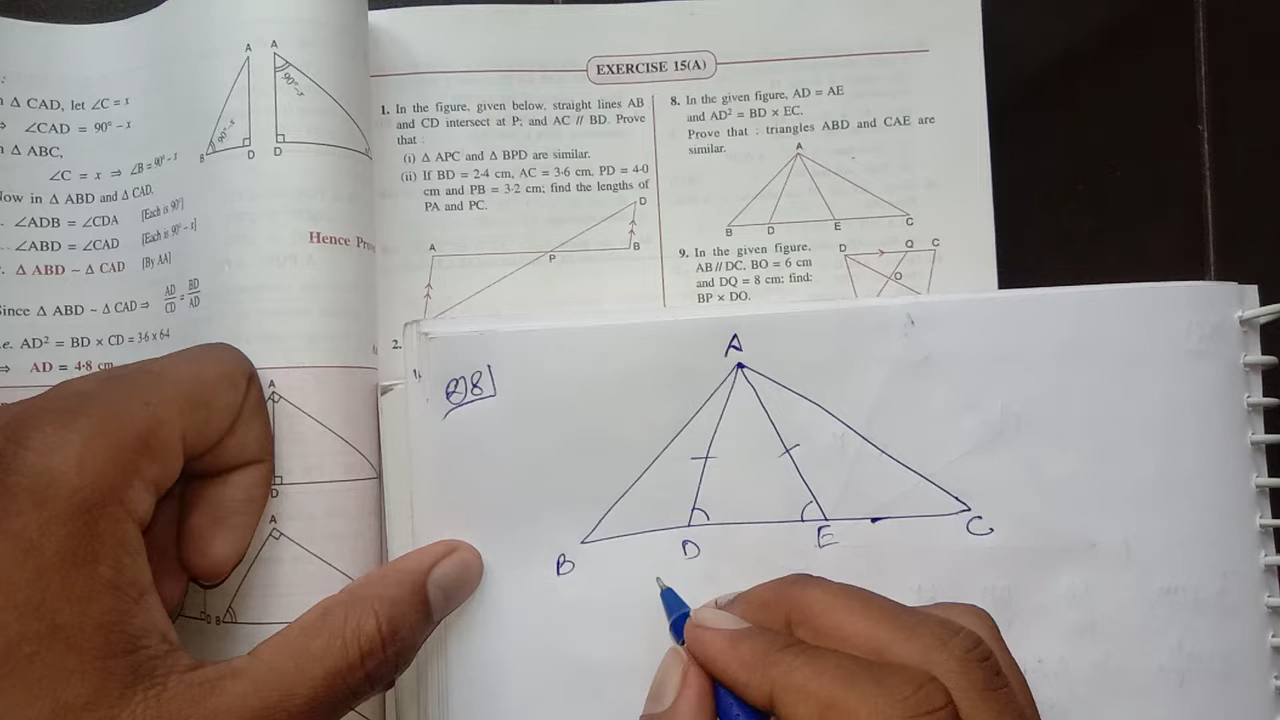 :
Δ CAD, let ∠C = x
⇒ ∠CAD = 90° – x
Δ ABC,
∠C = x ⇒ ∠B = 90° – x
Now in Δ ABD and Δ CAD,
∠ADB = ∠CDA [Each is 90°]
∠ABD = ∠CAD [Each is 90° – x]
Δ ABD ~ Δ CAD [By AA]
Hence
Since Δ ABD ~ Δ CAD ⇒ AD/CD = BD/AD
i.e. AD² = BD × CD = 3·6 x 64
⇒ AD = 4·8 cm
A
90°–x
B
D
A
90°–x
D
A
D
A
D B
EXERCISE 15(A)
1. In the figure, given below, straight lines AB
and CD intersect at P; and AC // BD. Prove
that :
(i) Δ APC and Δ BPD are similar.
(ii) If BD = 2·4 cm, AC = 3·6 cm, PD = 4·0
cm and PB = 3·2 cm; find the lengths of
PA and PC.
A
D
P
B
2.
8. In the given figure, AD = AE
and AD² = BD × EC.
Prove that : triangles ABD and CAE are
similar.
A
B D E C
9. In the given figure,
AB // DC, BO = 6 cm
and DQ = 8 cm; find:
BP × DO.
D Q C
O
Q8
A
B D E C